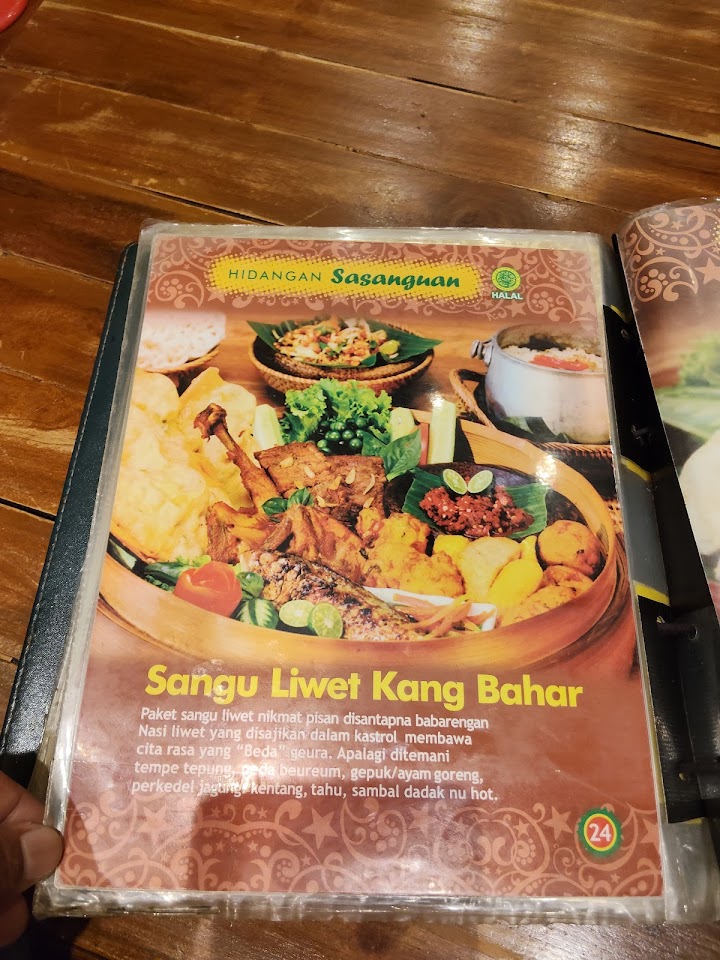 HIDANGAN Sasanguan
HALAL
Sangu Liwet Kang Bahar
Paket sangu liwet nikmat pisan disantapna babarengan
Nasi liwet yang disajikan dalam kastrol membawa
cita rasa yang "Beda" geura. Apalagi ditemani
tempe tepung, peda beureum, gepuk/ayam goreng,
perkedel jagung/kentang, tahu, sambal dadak nu hot.
24